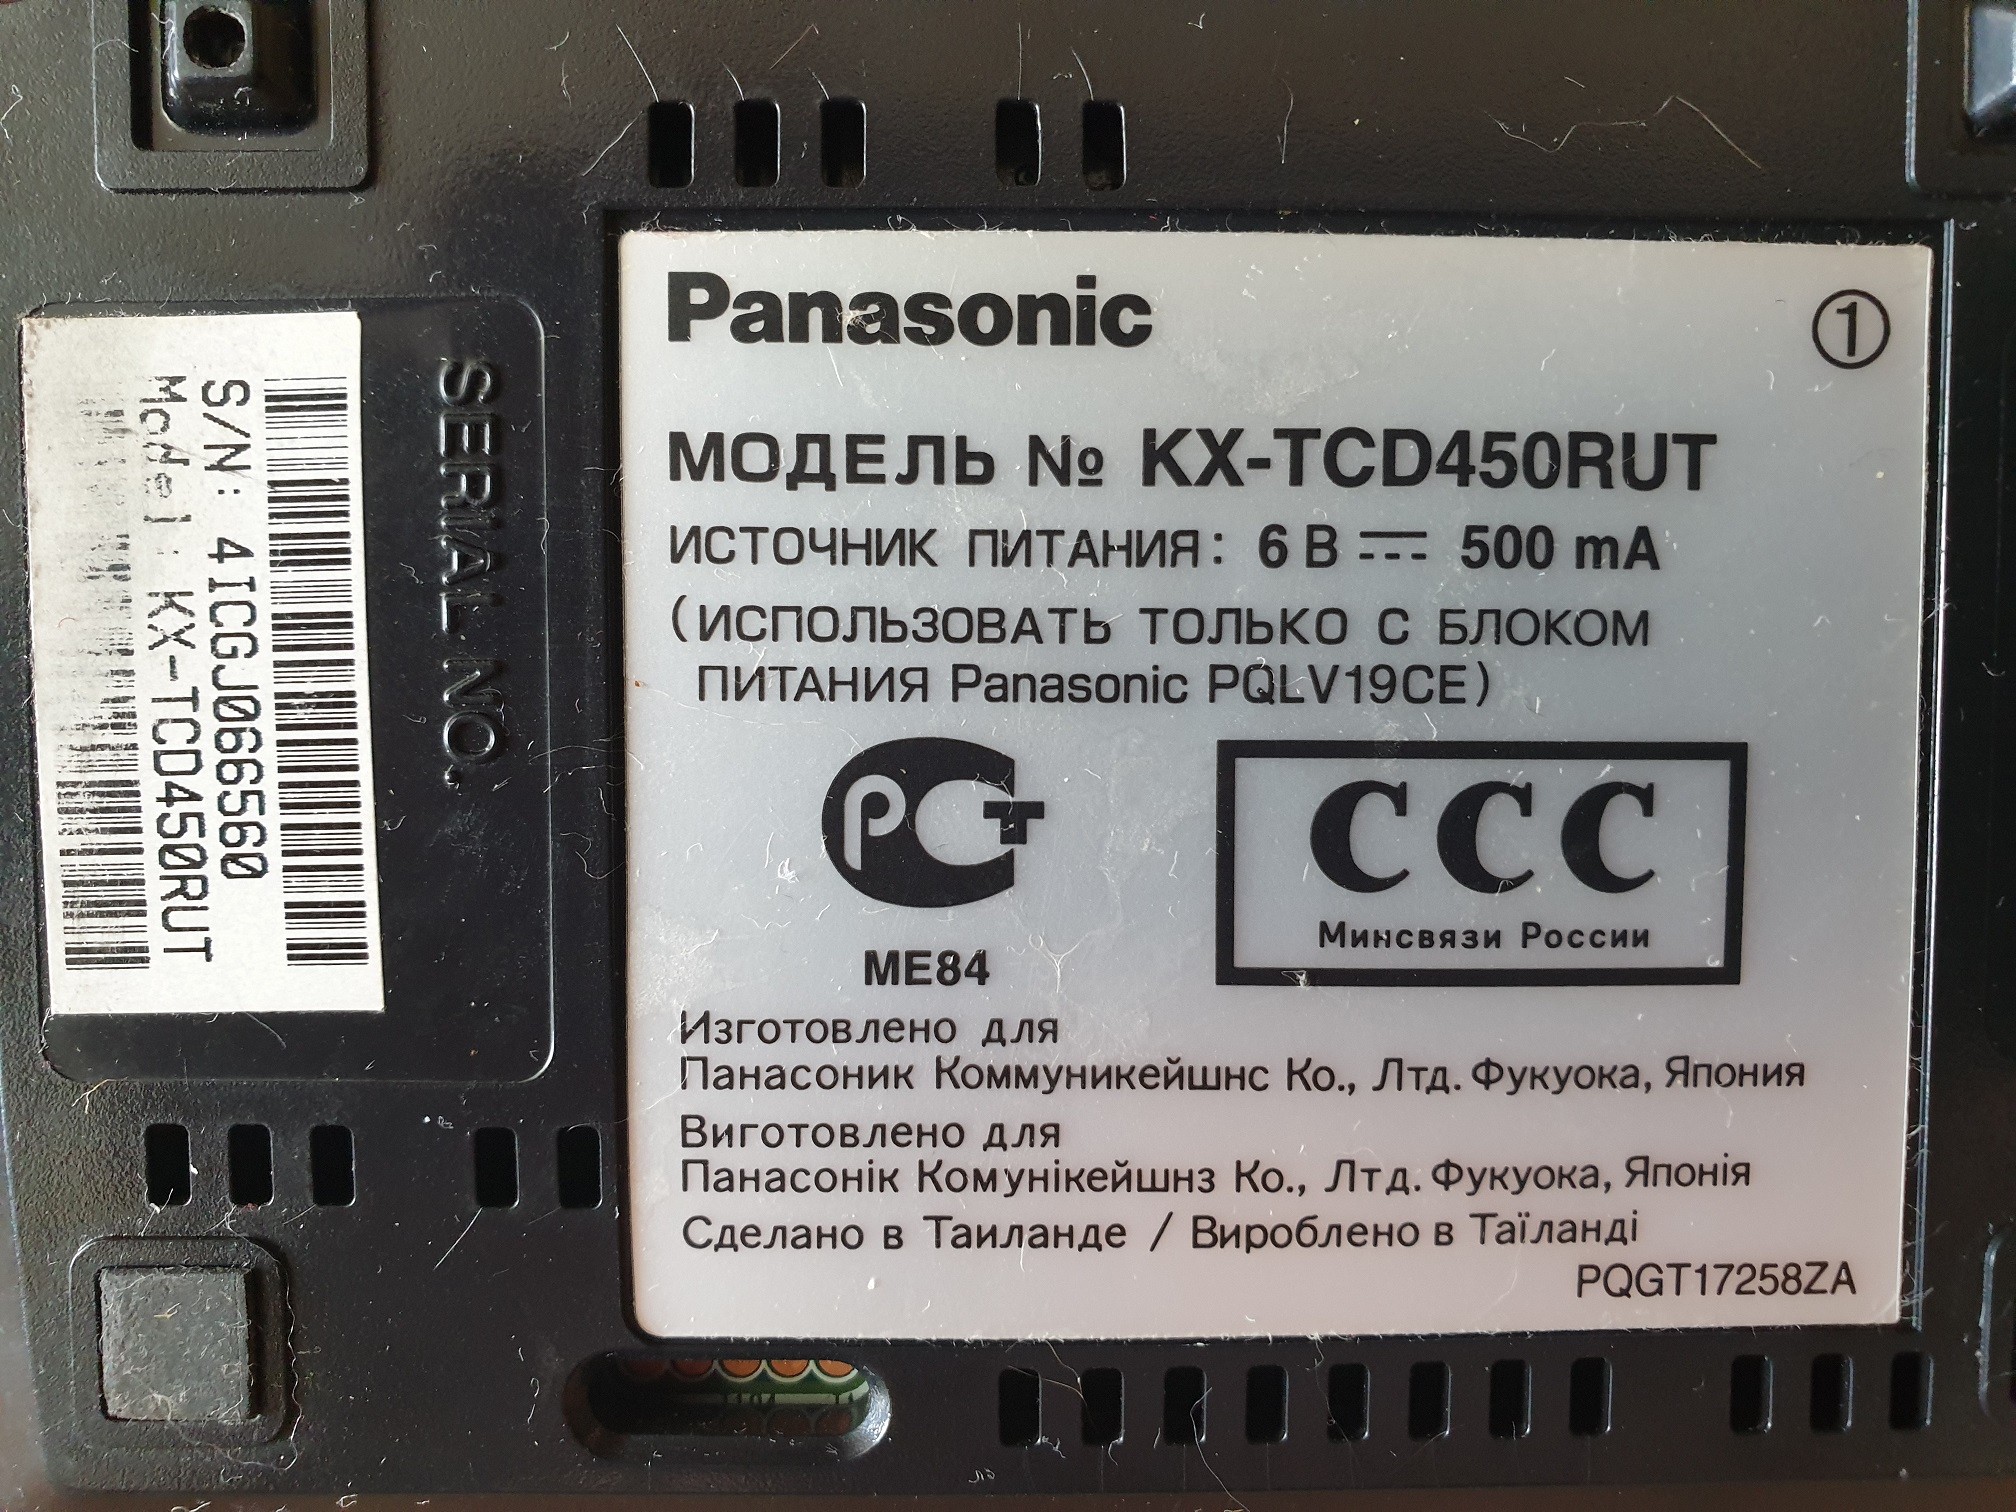 Panasonic
①
МОДЕЛЬ № KX-TCD450RUT
ИСТОЧНИК ПИТАНИЯ: 6 В 500 mA
(ИСПОЛЬЗОВАТЬ ТОЛЬКО С БЛОКОМ
ПИТАНИЯ Panasonic PQLV19CE)
РСТ
ME84
ССС
Минсвязи России
Изготовлено для
Панасоник Коммуникейшнс Ко., Лтд. Фукуока, Япония
Виготовлено для
Панасонік Комунікейшнз Ко., Лтд. Фукуока, Японія
Сделано в Таиланде / Вироблено в Таїланді
PQGT17258ZA
SERIAL NO.
S/N: 4ICGJ066560
Model: KX-TCD450RUT